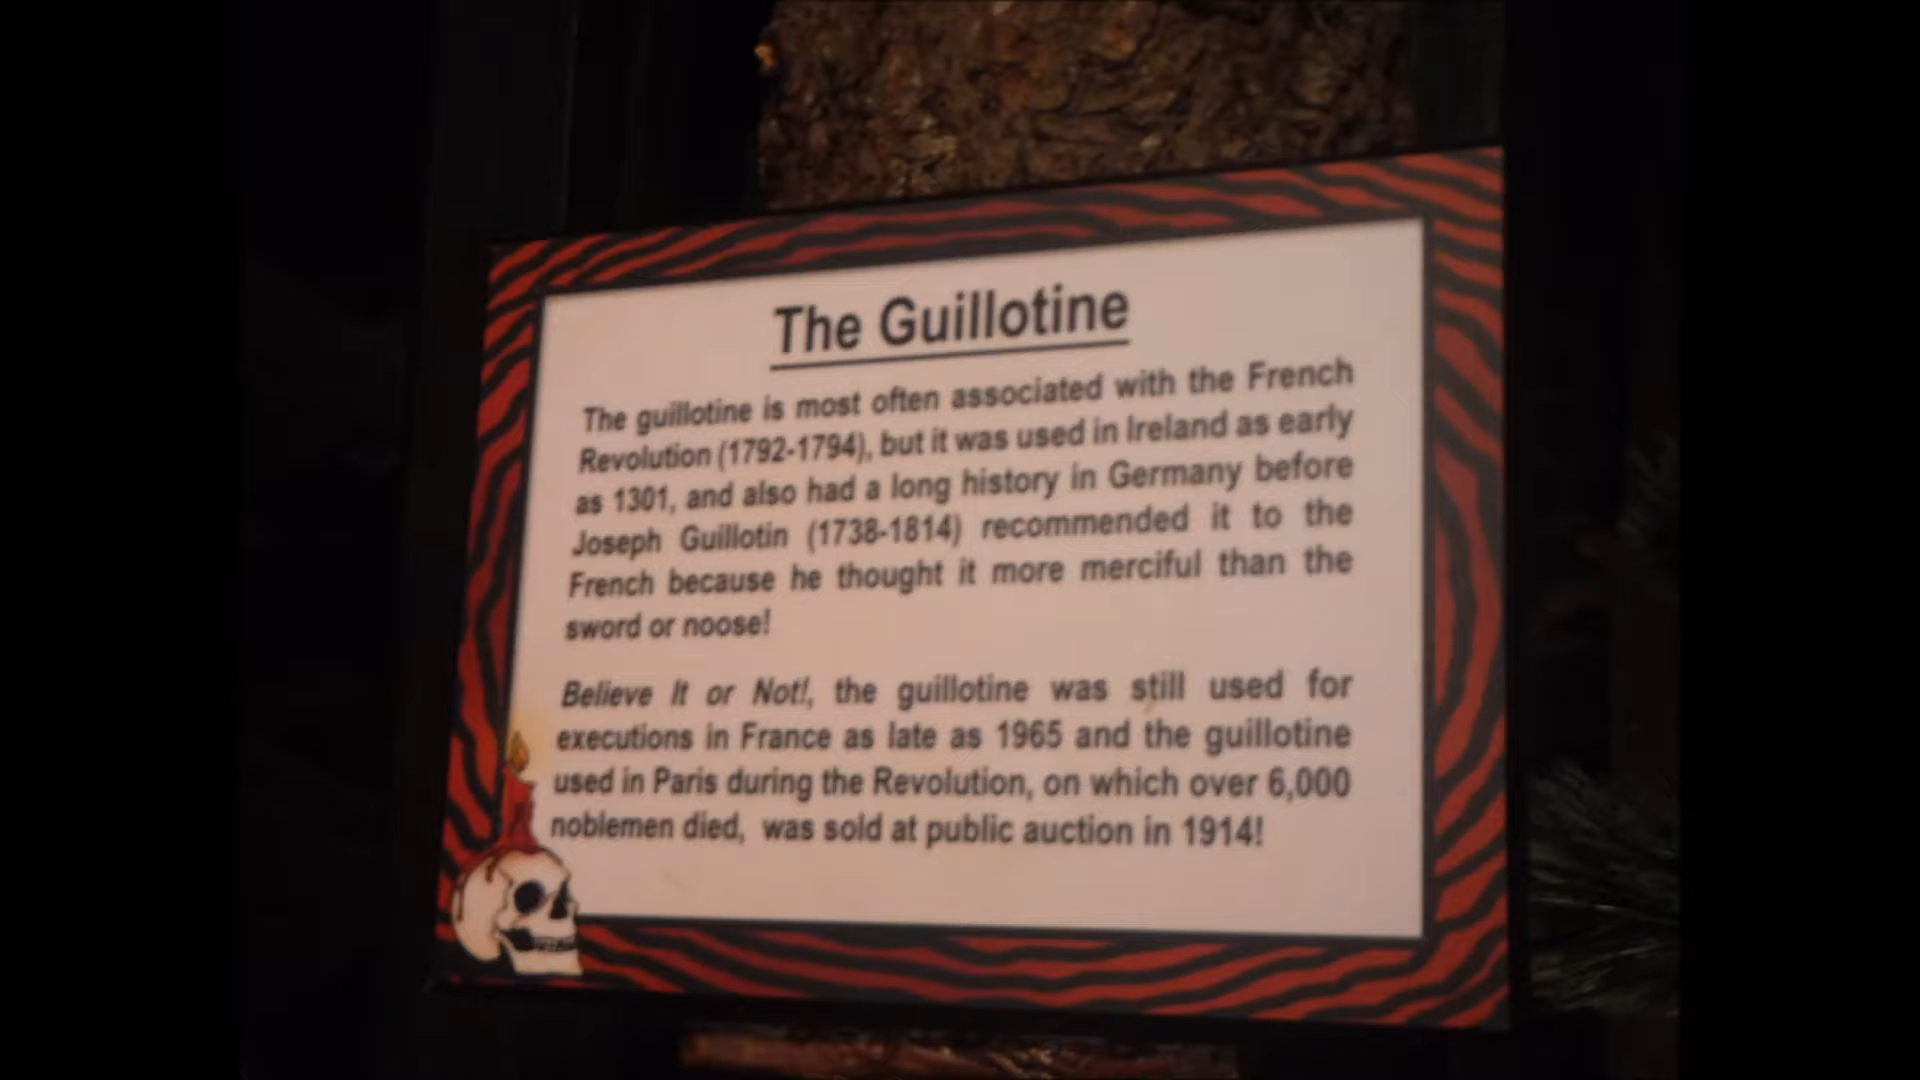 The Guillotine
The guillotine is most often associated with the French
Revolution (1792-1794), but it was used in Ireland as early
as 1301, and also had a long history in Germany before
Joseph Guillotin (1738-1814) recommended it to the
French because he thought it more merciful than the
sword or noose!
Believe It or Not!, the guillotine was still used for
executions in France as late as 1965 and the guillotine
used in Paris during the Revolution, on which over 6,000
noblemen died, was sold at public auction in 1914!